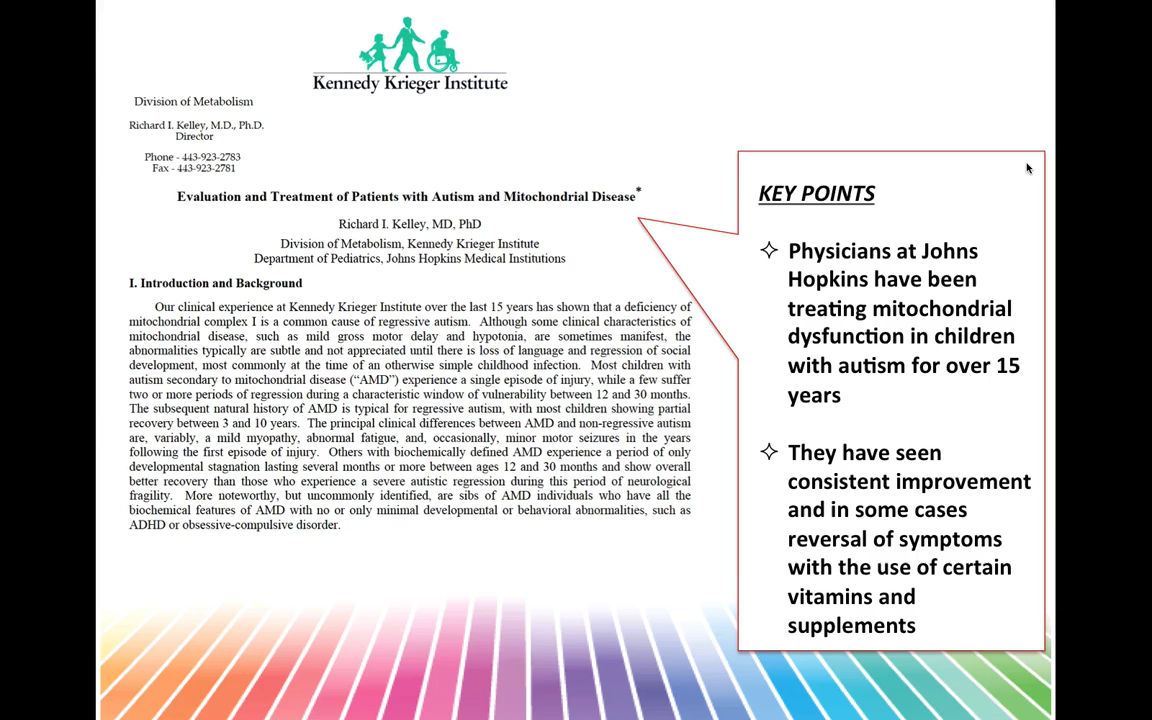 Kennedy Krieger Institute
Division of Metabolism
Richard I. Kelley, M.D., Ph.D.
Director
Phone - 443-923-2783
Fax - 443-923-2781
Evaluation and Treatment of Patients with Autism and Mitochondrial Disease*
Richard I. Kelley, MD, PhD
Division of Metabolism, Kennedy Krieger Institute
Department of Pediatrics, Johns Hopkins Medical Institutions
I. Introduction and Background
Our clinical experience at Kennedy Krieger Institute over the last 15 years has shown that a deficiency of
mitochondrial complex I is a common cause of regressive autism. Although some clinical characteristics of
mitochondrial disease, such as mild gross motor delay and hypotonia, are sometimes manifest, the
abnormalities typically are subtle and not appreciated until there is loss of language and regression of social
development, most commonly at the time of an otherwise simple childhood infection. Most children with
autism secondary to mitochondrial disease (“AMD”) experience a single episode of injury, while a few suffer
two or more periods of regression during a characteristic window of vulnerability between 12 and 30 months.
The subsequent natural history of AMD is typical for regressive autism, with most children showing partial
recovery between 3 and 10 years. The principal clinical differences between AMD and non-regressive autism
are, variably, a mild myopathy, abnormal fatigue, and, occasionally, minor motor seizures in the years
following the first episode of injury. Others with biochemically defined AMD experience a period of only
developmental stagnation lasting several months or more between ages 12 and 30 months and show overall
better recovery than those who experience a severe autistic regression during this period of neurological
fragility. More noteworthy, but uncommonly identified, are sibs of AMD individuals who have all the
biochemical features of AMD with no or only minimal developmental or behavioral abnormalities, such as
ADHD or obsessive-compulsive disorder.
KEY POINTS
✧ Physicians at Johns
Hopkins have been
treating mitochondrial
dysfunction in children
with autism for over 15
years
✧ They have seen
consistent improvement
and in some cases
reversal of symptoms
with the use of certain
vitamins and
supplements